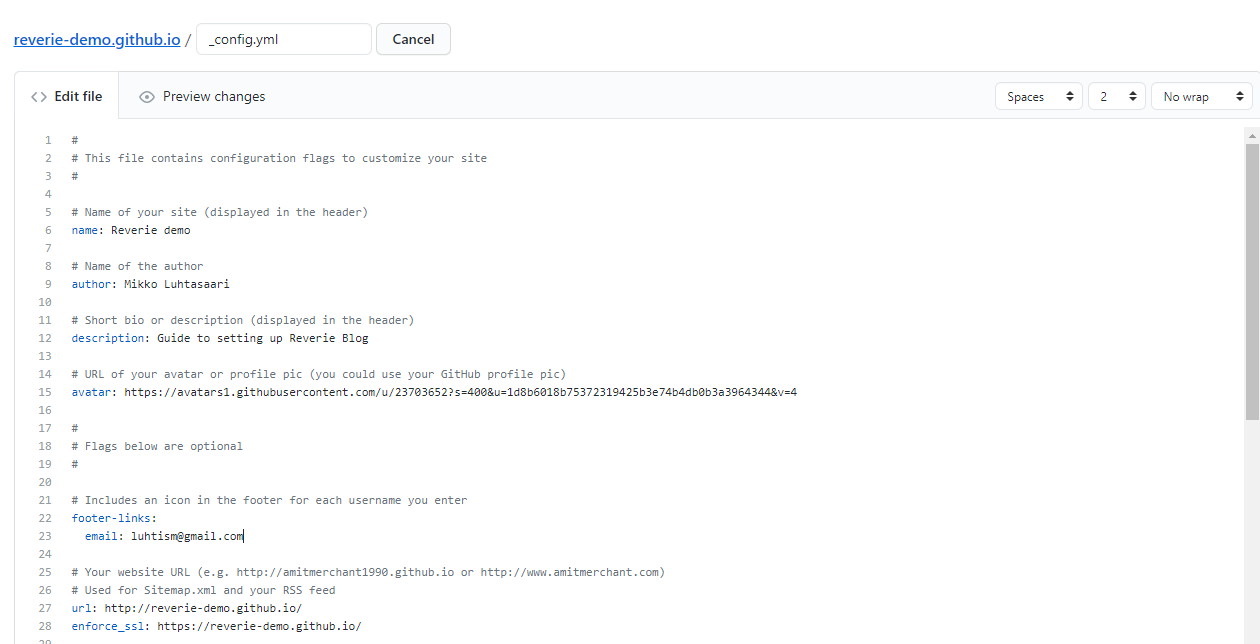 reverie-demo.github.io / _config.yml Cancel
<> Edit file Preview changes Spaces 2 No wrap
1 #
2 # This file contains configuration flags to customize your site
3 #
4
5 # Name of your site (displayed in the header)
6 name: Reverie demo
7
8 # Name of the author
9 author: Mikko Luhtasaari
10
11 # Short bio or description (displayed in the header)
12 description: Guide to setting up Reverie Blog
13
14 # URL of your avatar or profile pic (you could use your GitHub profile pic)
15 avatar: https://avatars1.githubusercontent.com/u/23703652?s=400&u=1d8b6018b75372319425b3e74b4db0b3a3964344&v=4
16
17 #
18 # Flags below are optional
19 #
20
21 # Includes an icon in the footer for each username you enter
22 footer-links:
23 email: luhtism@gmail.com
24
25 # Your website URL (e.g. http://amitmerchant1990.github.io or http://www.amitmerchant.com)
26 # Used for Sitemap.xml and your RSS feed
27 url: http://reverie-demo.github.io/
28 enforce_ssl: https://reverie-demo.github.io/
29